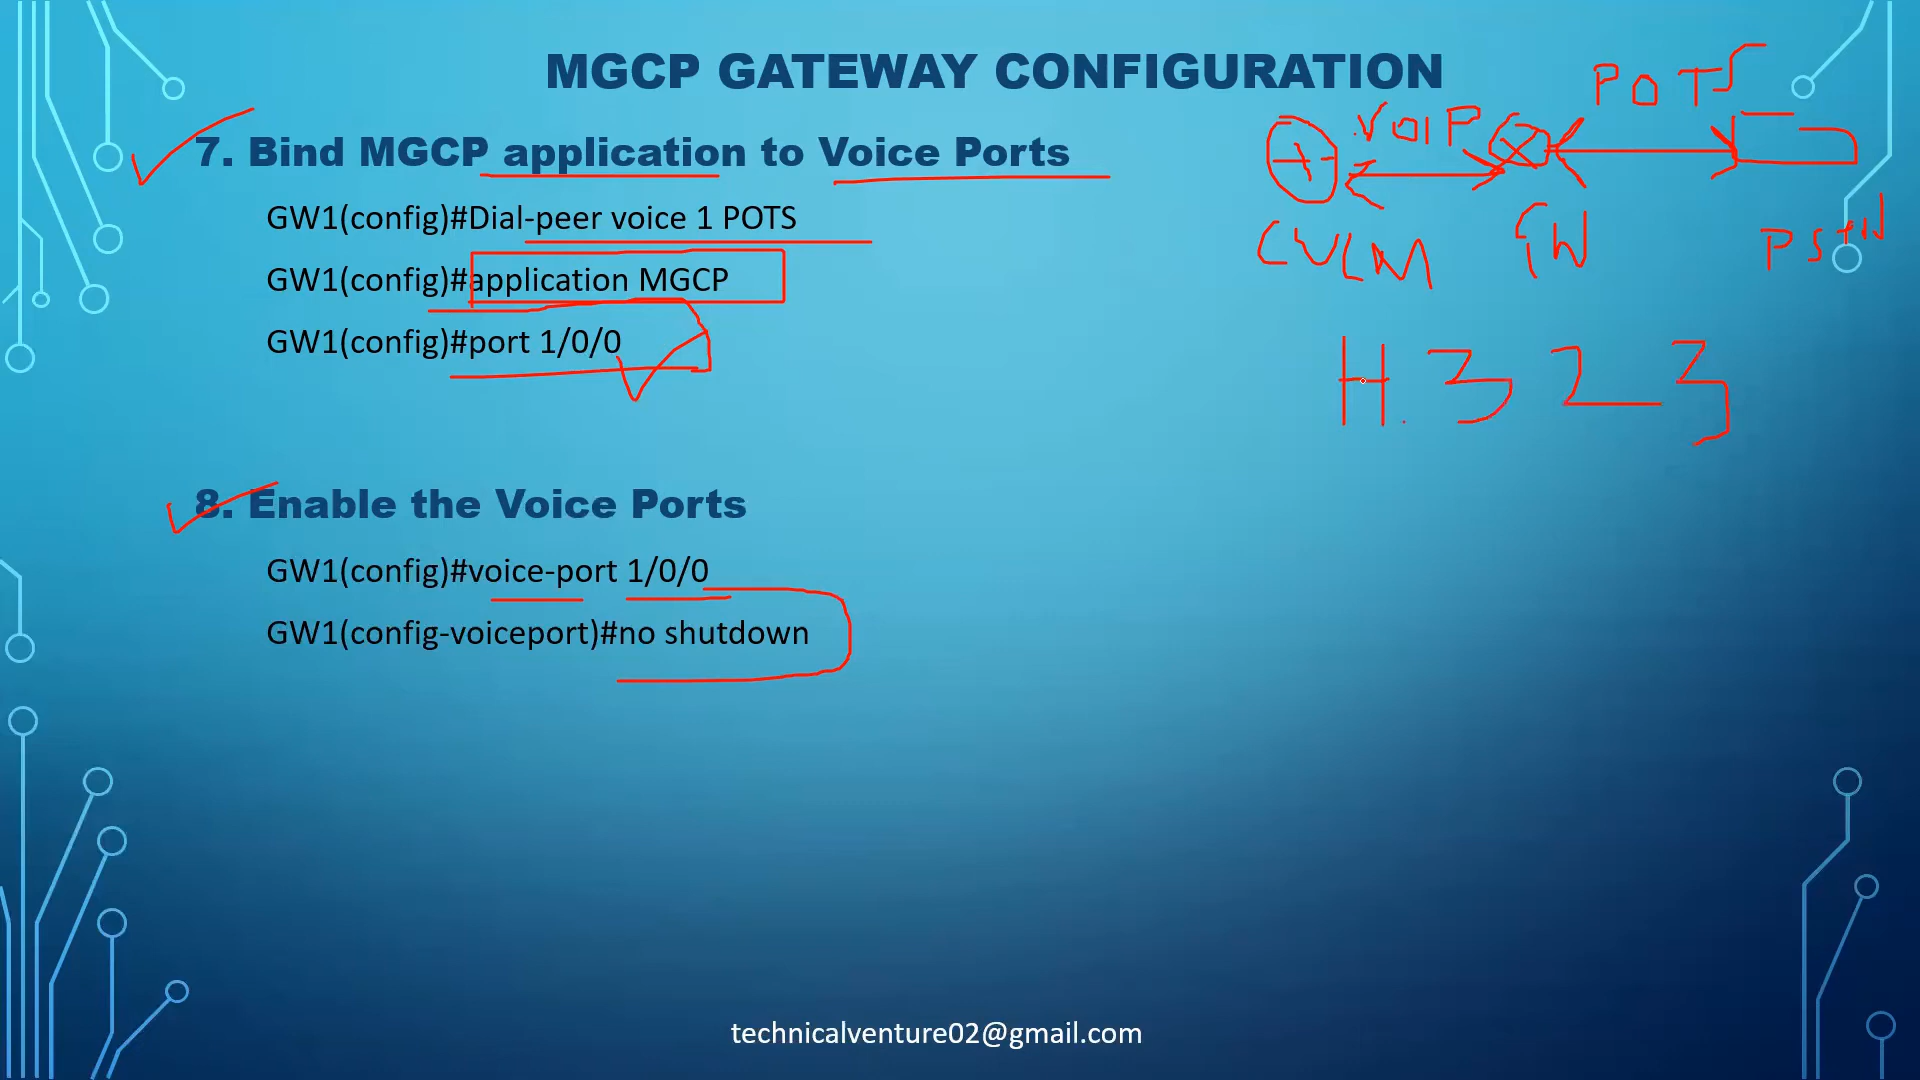 MGCP GATEWAY CONFIGURATION
POTS
VOIP
7. Bind MGCP application to Voice Ports
GW1(config)#Dial-peer voice 1 POTS
CUCM GW PSTN
GW1(config)#application MGCP
GW1(config)#port 1/0/0
H.323
8. Enable the Voice Ports
GW1(config)#voice-port 1/0/0
GW1(config-voiceport)#no shutdown
technicalventure02@gmail.com